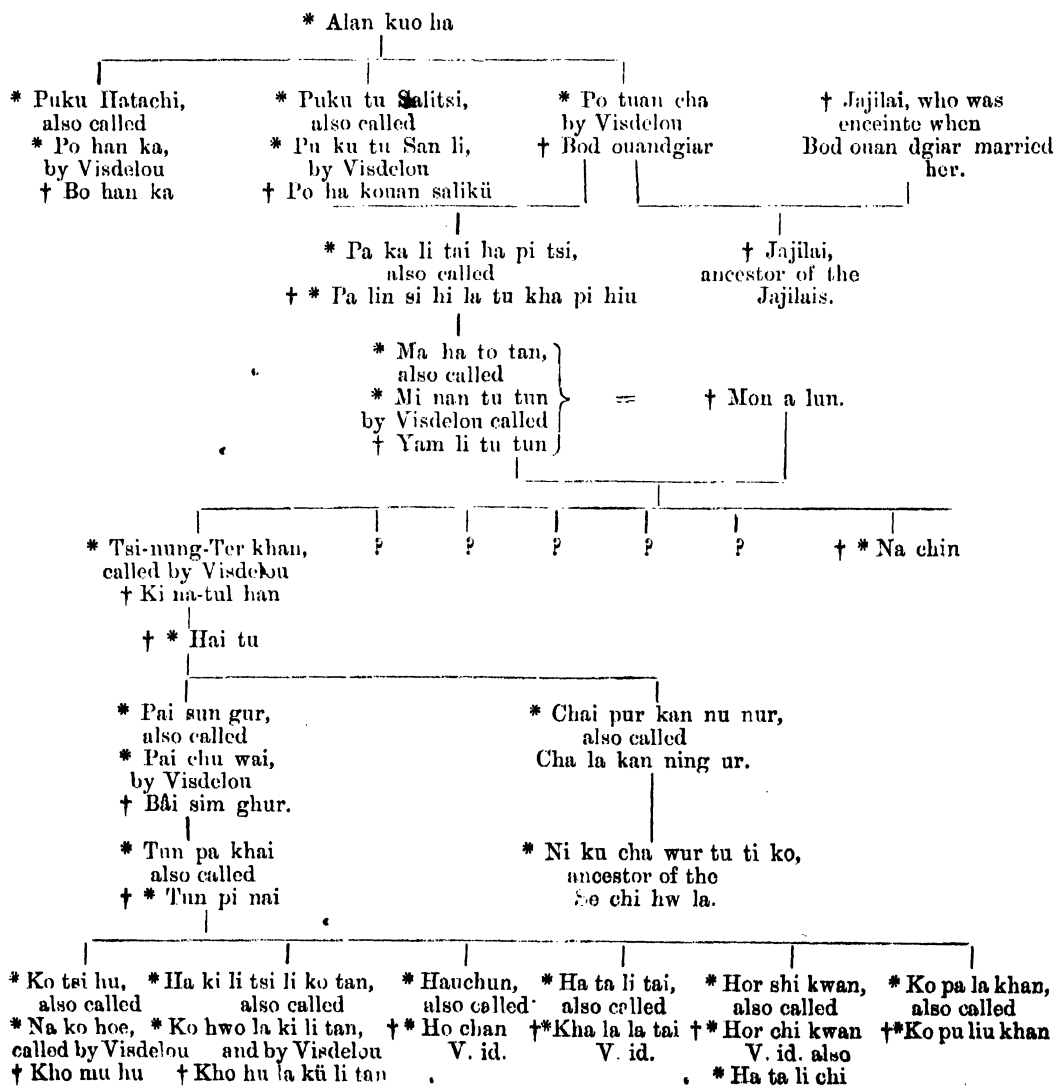 * Alan kuo ha
* Puku Hatachi,
also called
* Po han ka,
by Visdelou
† Bo han ka
* Puku tu Salitsi,
also called
* Pu ku tu San li,
by Visdelou
† Po ha kouan salikü
* Po tuan cha
by Visdelou
† Bod ouandgiar
† Jajilai, who was
enceinte when
Bod ouan dgiar married
her.
* Pa ka li tai ha pi tsi,
also called
† * Pa lin si hi la tu kha pi hiu
† Jajilai,
ancestor of the
Jajilais.
* Ma ha to tan,
also called
* Mi nan tu tun
by Visdelou called
† Yam li tu tun
=
† Mon a lun.
* Tsi-nung-Ter khan,
called by Visdelou
† Ki na-tul han
?
?
?
?
?
† * Na chin
† * Hai tu
* Pai sun gur,
also called
* Pai chu wai,
by Visdelou
† Bâi sim ghur.
* Chai pur kan nu nur,
also called
Cha la kan ning ur.
* Tun pa khai
also called
† * Tun pi nai
* Ni ku cha wur tu ti ko,
ancestor of the
Se chi hw la.
* Ko tsi hu,
also called
* Na ko hoe,
called by Visdelou
† Kho mu hu
* Ha ki li tsi li ko tan,
also called
* Ko hwo la ki li tan,
and by Visdelou
† Kho hu la kü li tan
* Hauchun,
also called
† * Ho chan
V. id.
* Ha ta li tai,
also called
†* Kha la la tai
V. id.
* Hor shi kwan,
also called
† * Hor chi kwan
V. id. also
* Ha ta li chi
* Ko pa la khan,
also called
†* Ko pu liu khan